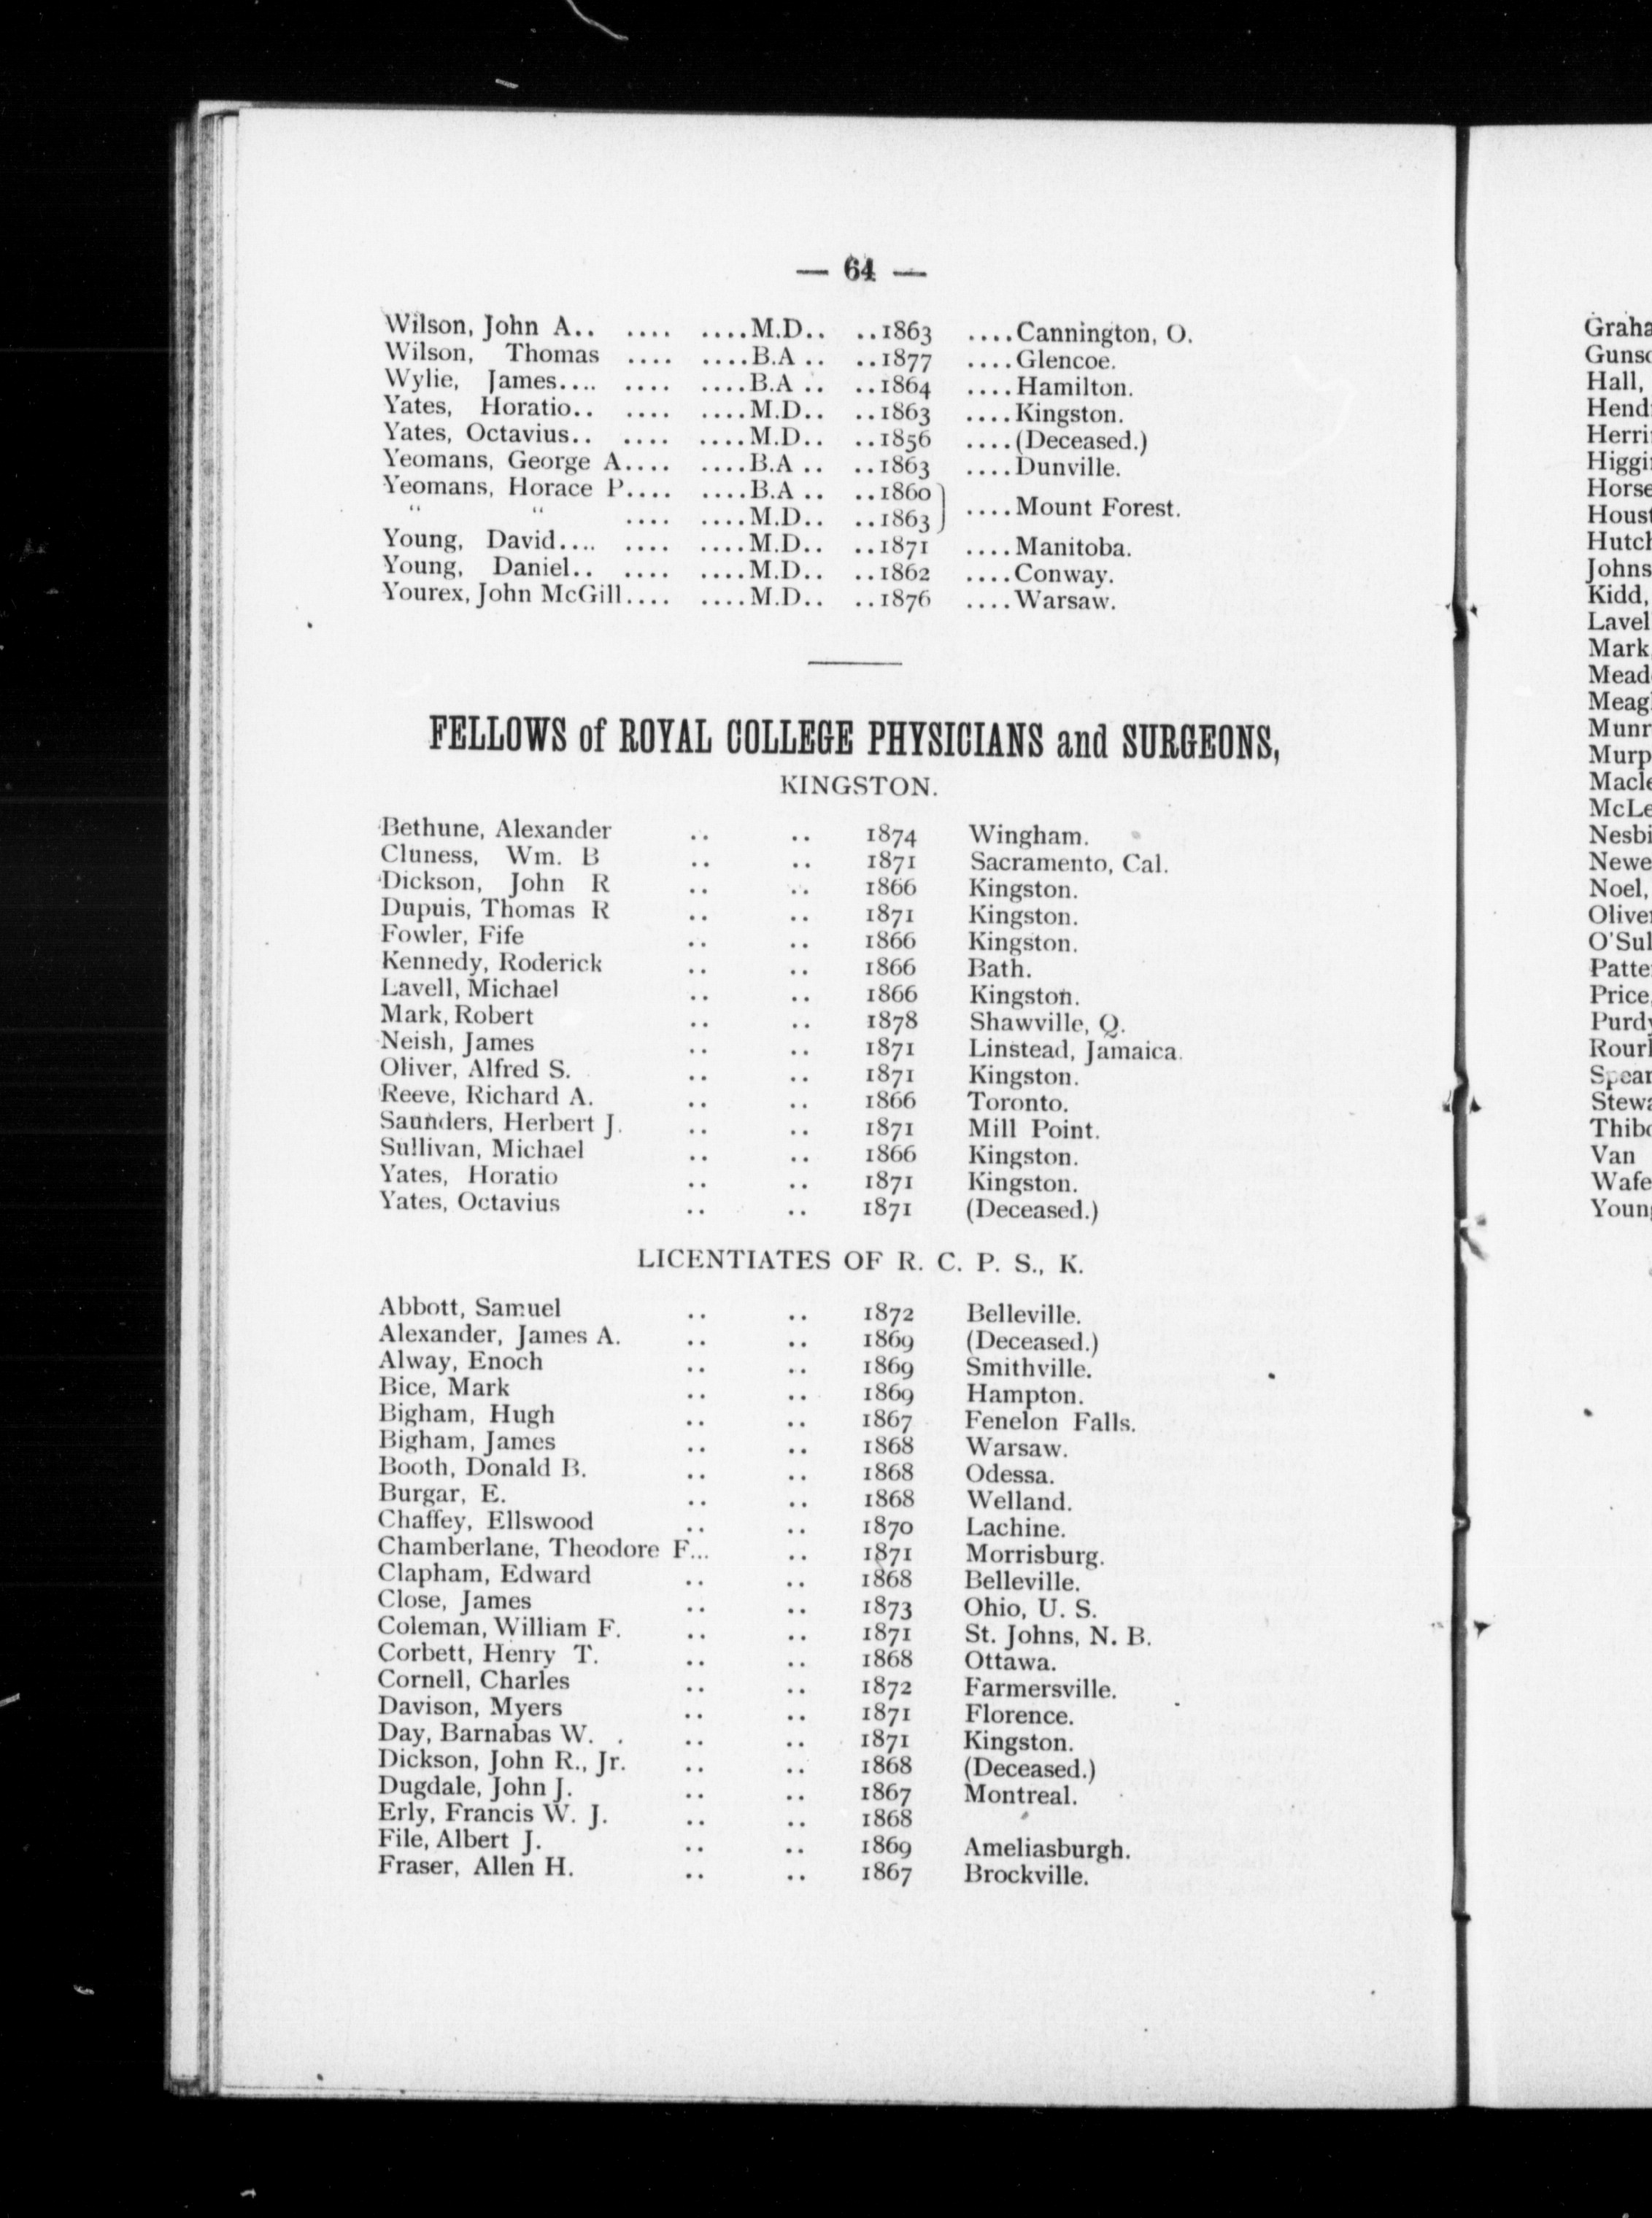 — 64 —
Wilson, John A.. .... ....M.D.. ..1863 ....Cannington, O.
Wilson, Thomas .... ....B.A .. ..1877 ....Glencoe.
Wylie, James.... .... ....B.A .. ..1864 ....Hamilton.
Yates, Horatio.. .... ....M.D.. ..1863 ....Kingston.
Yates, Octavius.. .... ....M.D.. ..1856 ....(Deceased.)
Yeomans, George A.... ....B.A .. ..1863 ....Dunville.
Yeomans, Horace P.... ....B.A .. ..1860
" " .... ....M.D.. ..1863 } ....Mount Forest.
Young, David.... .... ....M.D.. ..1871 ....Manitoba.
Young, Daniel.. .... ....M.D.. ..1862 ....Conway.
Yourex, John McGill.... ....M.D.. ..1876 ....Warsaw.
FELLOWS of ROYAL COLLEGE PHYSICIANS and SURGEONS,
KINGSTON.
Bethune, Alexander .. .. 1874 Wingham.
Cluness, Wm. B .. .. 1871 Sacramento, Cal.
Dickson, John R .. .. 1866 Kingston.
Dupuis, Thomas R .. .. 1871 Kingston.
Fowler, Fife .. .. 1866 Kingston.
Kennedy, Roderick .. .. 1866 Bath.
Lavell, Michael .. .. 1866 Kingston.
Mark, Robert .. .. 1878 Shawville, Q.
Neish, James .. .. 1871 Linstead, Jamaica.
Oliver, Alfred S. .. .. 1871 Kingston.
Reeve, Richard A. .. .. 1866 Toronto.
Saunders, Herbert J. .. .. 1871 Mill Point.
Sullivan, Michael .. .. 1866 Kingston.
Yates, Horatio .. .. 1871 Kingston.
Yates, Octavius .. .. 1871 (Deceased.)
LICENTIATES OF R. C. P. S., K.
Abbott, Samuel .. .. 1872 Belleville.
Alexander, James A. .. .. 1869 (Deceased.)
Alway, Enoch .. .. 1869 Smithville.
Bice, Mark .. .. 1869 Hampton.
Bigham, Hugh .. .. 1867 Fenelon Falls.
Bigham, James .. .. 1868 Warsaw.
Booth, Donald B. .. .. 1868 Odessa.
Burgar, E. .. .. 1868 Welland.
Chaffey, Ellswood .. .. 1870 Lachine.
Chamberlane, Theodore F... .. 1871 Morrisburg.
Clapham, Edward .. .. 1868 Belleville.
Close, James .. .. 1873 Ohio, U. S.
Coleman, William F. .. .. 1871 St. Johns, N. B.
Corbett, Henry T. .. .. 1868 Ottawa.
Cornell, Charles .. .. 1872 Farmersville.
Davison, Myers .. .. 1871 Florence.
Day, Barnabas W. . .. .. 1871 Kingston.
Dickson, John R., Jr. .. .. 1868 (Deceased.)
Dugdale, John J. .. .. 1867 Montreal.
Erly, Francis W. J. .. .. 1868
File, Albert J. .. .. 1869 Ameliasburgh.
Fraser, Allen H. .. .. 1867 Brockville.
Hall,
Kidd,
Mark
Noel,
Price,
Van